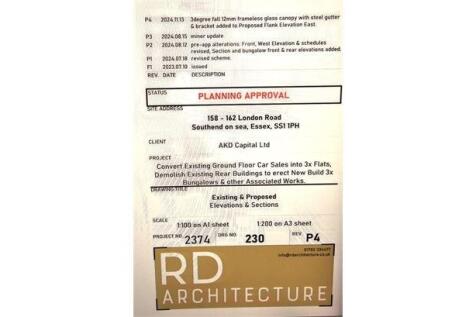 P4 2024.11.13 3degree fall 12mm frameless glass canopy with steel gutter
& bracket added to Proposed Flank Elevation East.
P3 2024.08.15 minor update
P2 2024.08.12 pre-app alterations: Front, West Elevation & schedules
revised, Section and bungalow front & rear elevations added.
P1 2024.07.18 revised scheme.
F1 2023.07.10 issued
REV. DATE DESCRIPTION
STATUS
PLANNING APPROVAL
SITE ADDRESS
158 - 162 London Road
Southend on sea, Essex, SS1 1PH
CLIENT
AKD Capital Ltd
PROJECT
Convert Existing Ground Floor Car Sales into 3x Flats,
Demolish Existing Rear Buildings to erect New Build 3x
Bungalows & other Associated Works.
DRAWING TITLE
Existing & Proposed
Elevations & Sections
SCALE
1:100 on A1 sheet 1:200 on A3 sheet
PROJECT NO. 2374 DRG NO. 230 REV P4
info@rdarchitecture.co.uk
RD
ARCHITECTURE